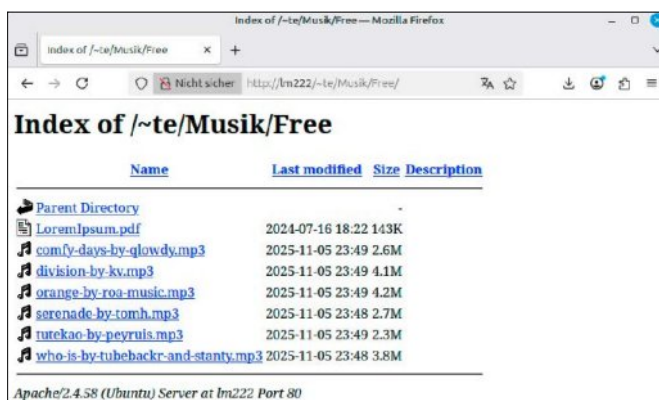 Index of /~te/Musik/Free — Mozilla Firefox
Index of /~te/Musik/Free × +
Nicht sicher http://lm222/~te/Musik/Free/
Index of /~te/Musik/Free
Name Last modified Size Description
Parent Directory -
LoremIpsum.pdf 2024-07-16 18:22 143K
comfy-days-by-qlowdy.mp3 2025-11-05 23:49 2.6M
division-by-kv.mp3 2025-11-05 23:49 4.1M
orange-by-roa-music.mp3 2025-11-05 23:49 4.2M
serenade-by-tomh.mp3 2025-11-05 23:48 2.7M
tutekao-by-peyruis.mp3 2025-11-05 23:49 2.3M
who-is-by-tubebackr-and-stanty.mp3 2025-11-05 23:48 3.8M
Apache/2.4.58 (Ubuntu) Server at lm222 Port 80